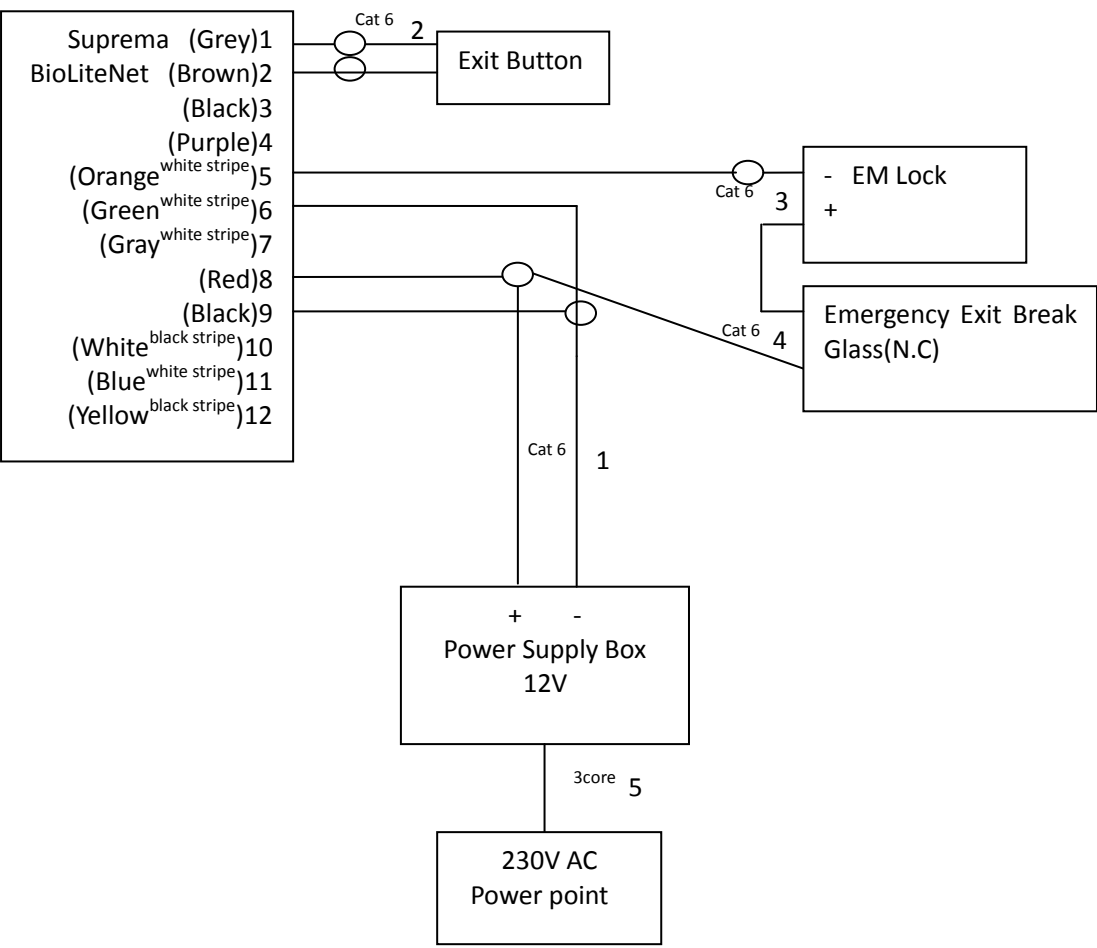 Suprema (Grey)1
BioLiteNet (Brown)2
(Black)3
(Purple)4
(Orange white stripe)5
(Green white stripe)6
(Gray white stripe)7
(Red)8
(Black)9
(White black stripe)10
(Blue white stripe)11
(Yellow black stripe)12
Cat 6 2
Exit Button
Cat 6 3
- EM Lock
+
Cat 6 4
Emergency Exit Break
Glass(N.C)
Cat 6 1
+ -
Power Supply Box
12V
3core 5
230V AC
Power point